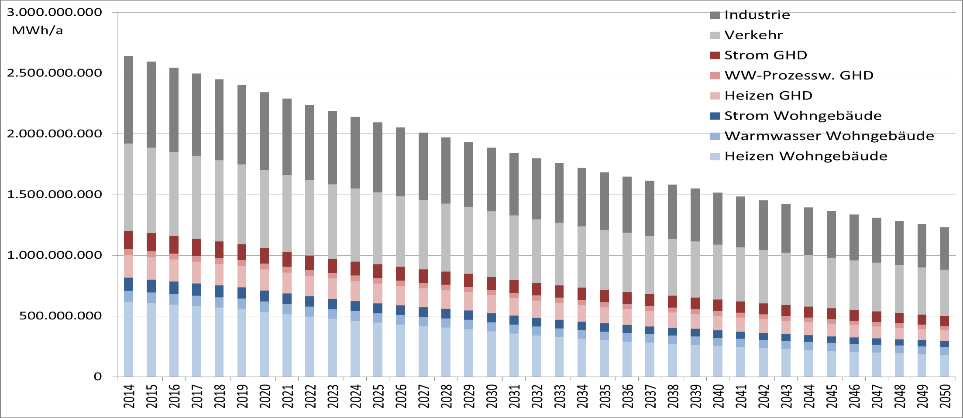 3.000.000.000
MWh/a
2.500.000.000
2.000.000.000
1.500.000.000
1.000.000.000
500.000.000
0
Industrie
Verkehr
Strom GHD
WW-Prozessw. GHD
Heizen GHD
Strom Wohngebäude
Warmwasser Wohngebäude
Heizen Wohngebäude
2014 2015 2016 2017 2018 2019 2020 2021 2022 2023 2024 2025 2026 2027 2028 2029 2030 2031 2032 2033 2034 2035 2036 2037 2038 2039 2040 2041 2042 2043 2044 2045 2046 2047 2048 2049 2050